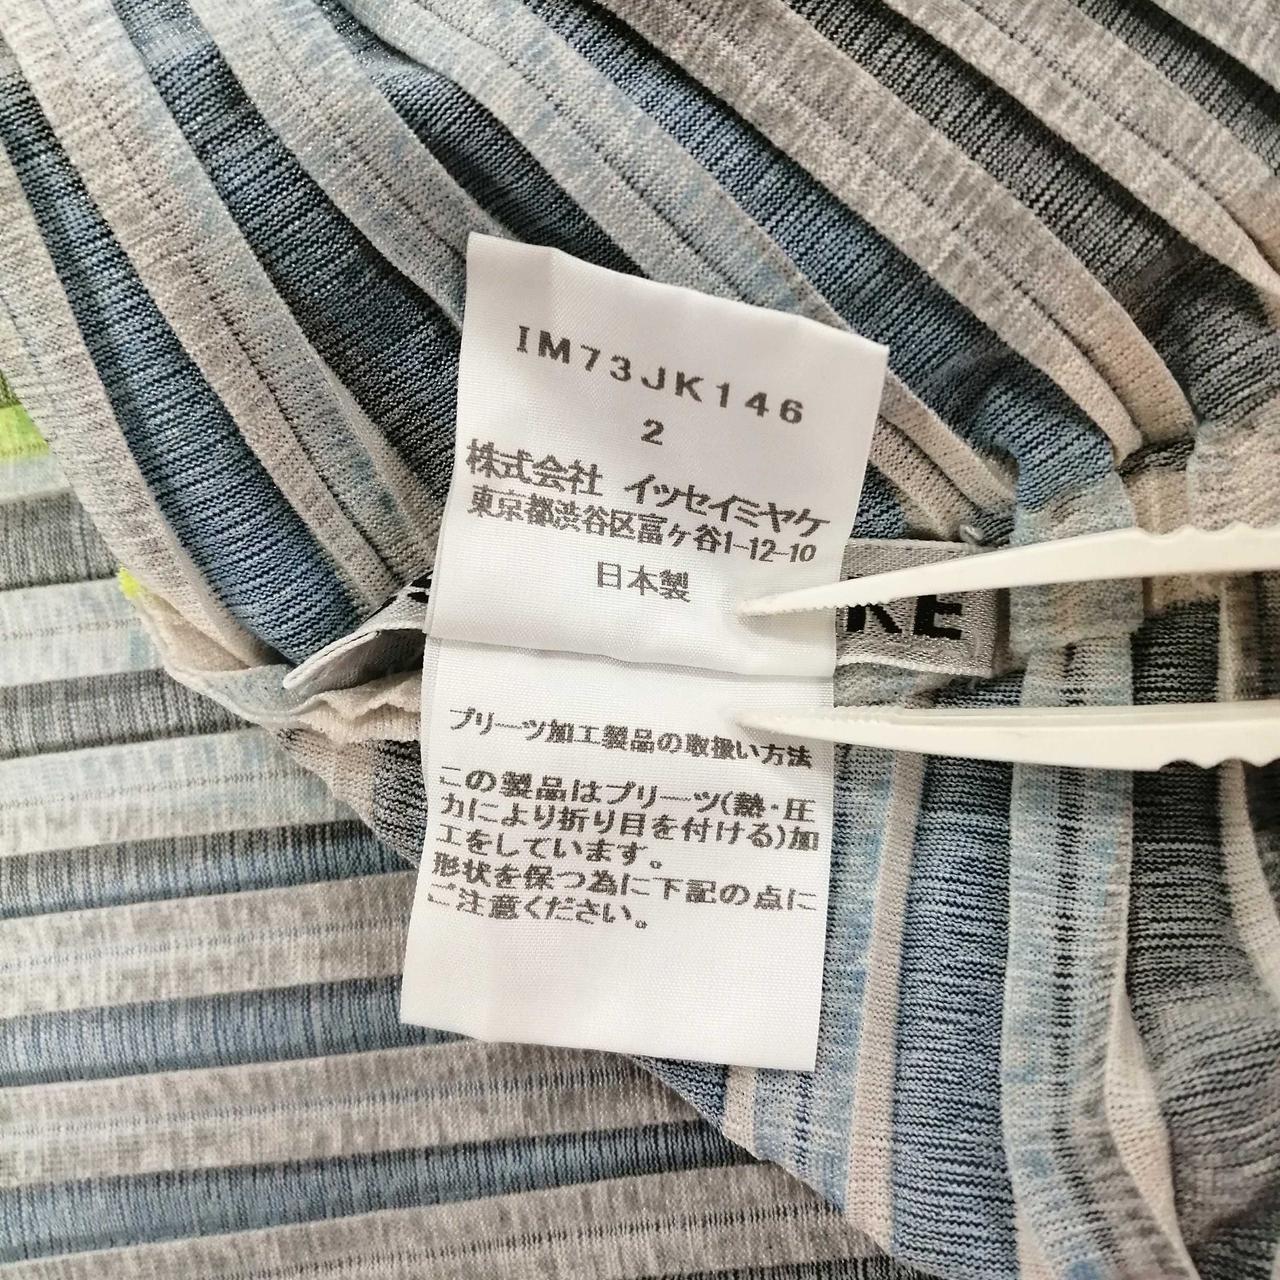 IM73JK146
2
株式会社 イッセイミヤケ
東京都渋谷区富ヶ谷1-12-10
日本製
KE
プリーツ加工製品の取扱い方法
この製品はプリーツ(熱・圧
力により折り目を付ける)加
工をしています。
形状を保つ為に下記の点に
ご注意ください。